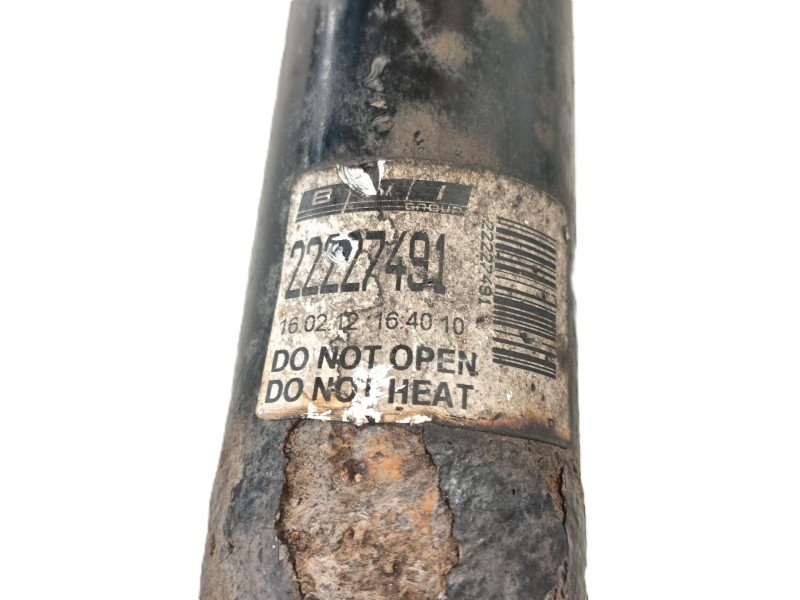 B W I
GROUP
22227491
16.02.12 16:40 10
DO NOT OPEN
DO NOT HEAT
22227491